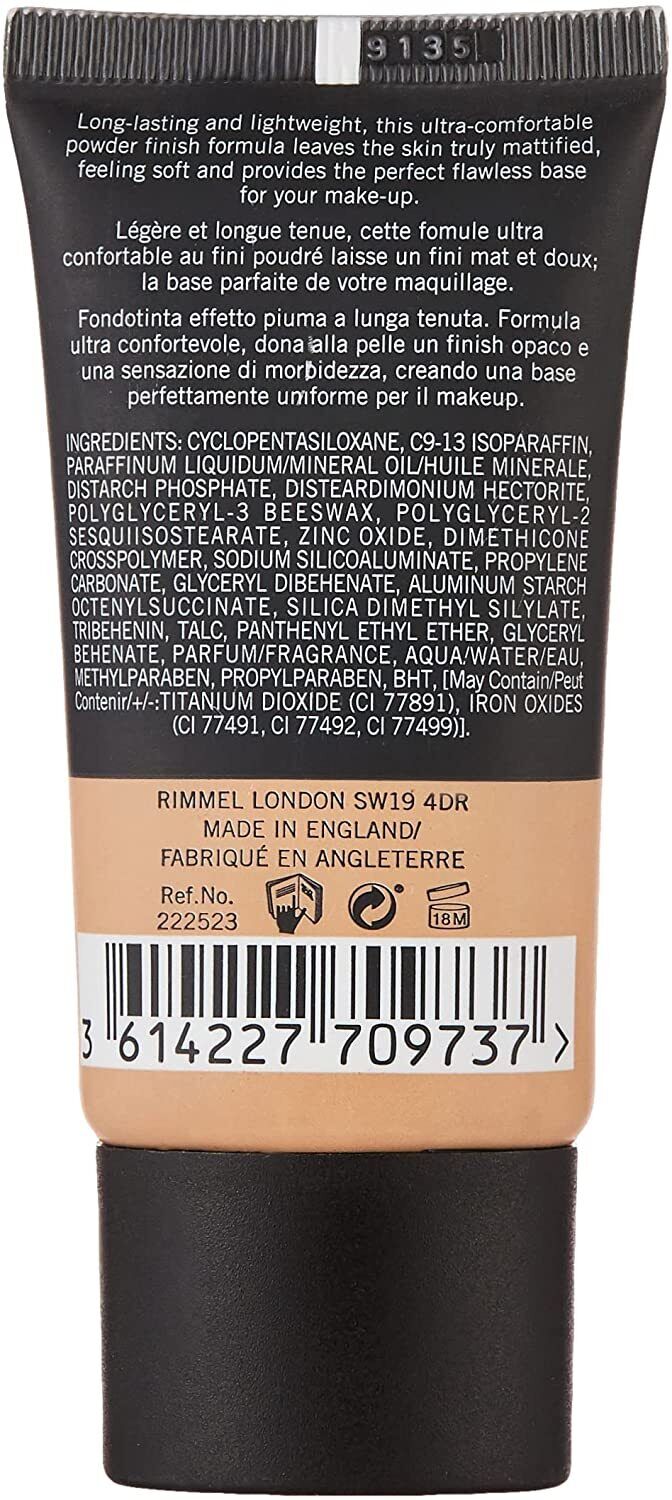 9135
Long-lasting and lightweight, this ultra-comfortable
powder finish formula leaves the skin truly mattified,
feeling soft and provides the perfect flawless base
for your make-up.
Légère et longue tenue, cette fomule ultra
confortable au fini poudré laisse un fini mat et doux;
la base parfaite de votre maquillage.
Fondotinta effetto piuma a lunga tenuta. Formula
ultra confortevole, dona alla pelle un finish opaco e
una sensazione di morbidezza, creando una base
perfettamente uniforme per il makeup.
INGREDIENTS: CYCLOPENTASILOXANE, C9-13 ISOPARAFFIN,
PARAFFINUM LIQUIDUM/MINERAL OIL/HUILE MINERALE,
DISTARCH PHOSPHATE, DISTEARDIMONIUM HECTORITE,
POLYGLYCERYL-3 BEESWAX, POLYGLYCERYL-2
SESQUIISOSTEARATE, ZINC OXIDE, DIMETHICONE
CROSSPOLYMER, SODIUM SILICOALUMINATE, PROPYLENE
CARBONATE, GLYCERYL DIBEHENATE, ALUMINUM STARCH
OCTENYLSUCCINATE, SILICA DIMETHYL SILYLATE,
TRIBEHENIN, TALC, PANTHENYL ETHYL ETHER, GLYCERYL
BEHENATE, PARFUM/FRAGRANCE, AQUA/WATER/EAU,
METHYLPARABEN, PROPYLPARABEN, BHT, [May Contain/Peut
Contenir/+/-:TITANIUM DIOXIDE (CI 77891), IRON OXIDES
(CI 77491, CI 77492, CI 77499)].
RIMMEL LONDON SW19 4DR
MADE IN ENGLAND/
FABRIQUÉ EN ANGLETERRE
Ref.No.
222523
18M
3 614227 709737 >